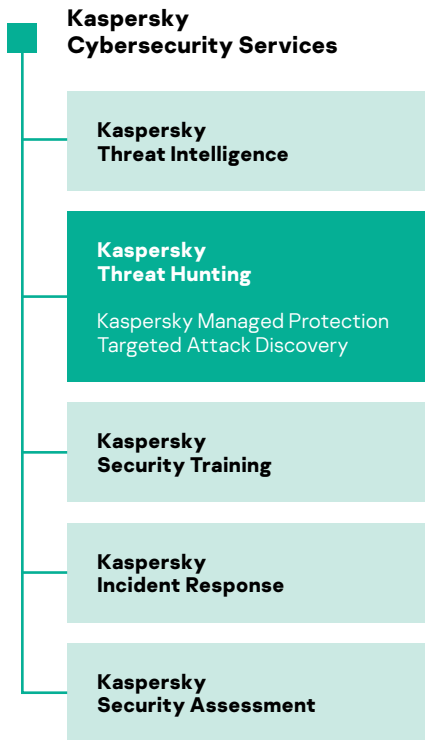 Kaspersky
Cybersecurity Services
Kaspersky
Threat Intelligence
Kaspersky
Threat Hunting
Kaspersky Managed Protection
Targeted Attack Discovery
Kaspersky
Security Training
Kaspersky
Incident Response
Kaspersky
Security Assessment